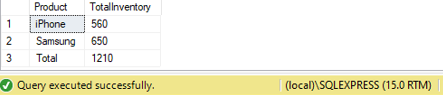 Product TotalInventory
1 iPhone 560
2 Samsung 650
3 Total 1210
Query executed successfully. (local)\SQLEXPRESS (15.0 RTM)